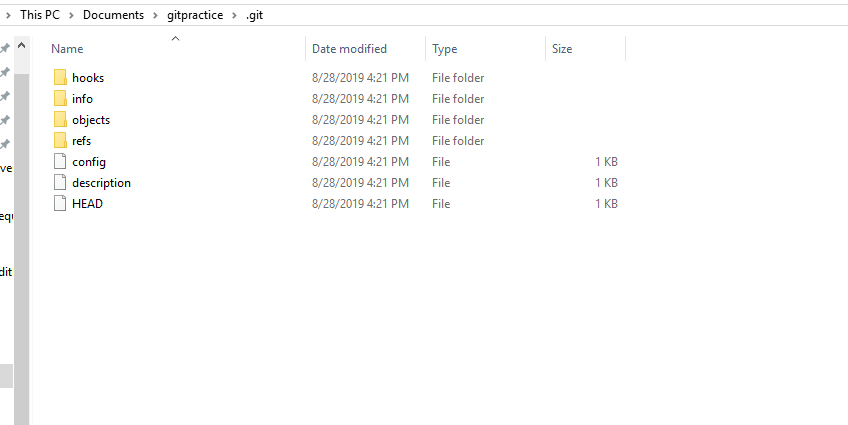 This PC > Documents > gitpractice > .git
Name Date modified Type Size
hooks 8/28/2019 4:21 PM File folder
info 8/28/2019 4:21 PM File folder
objects 8/28/2019 4:21 PM File folder
refs 8/28/2019 4:21 PM File folder
ve config 8/28/2019 4:21 PM File 1 KB
description 8/28/2019 4:21 PM File 1 KB
HEAD 8/28/2019 4:21 PM File 1 KB
equ
dit